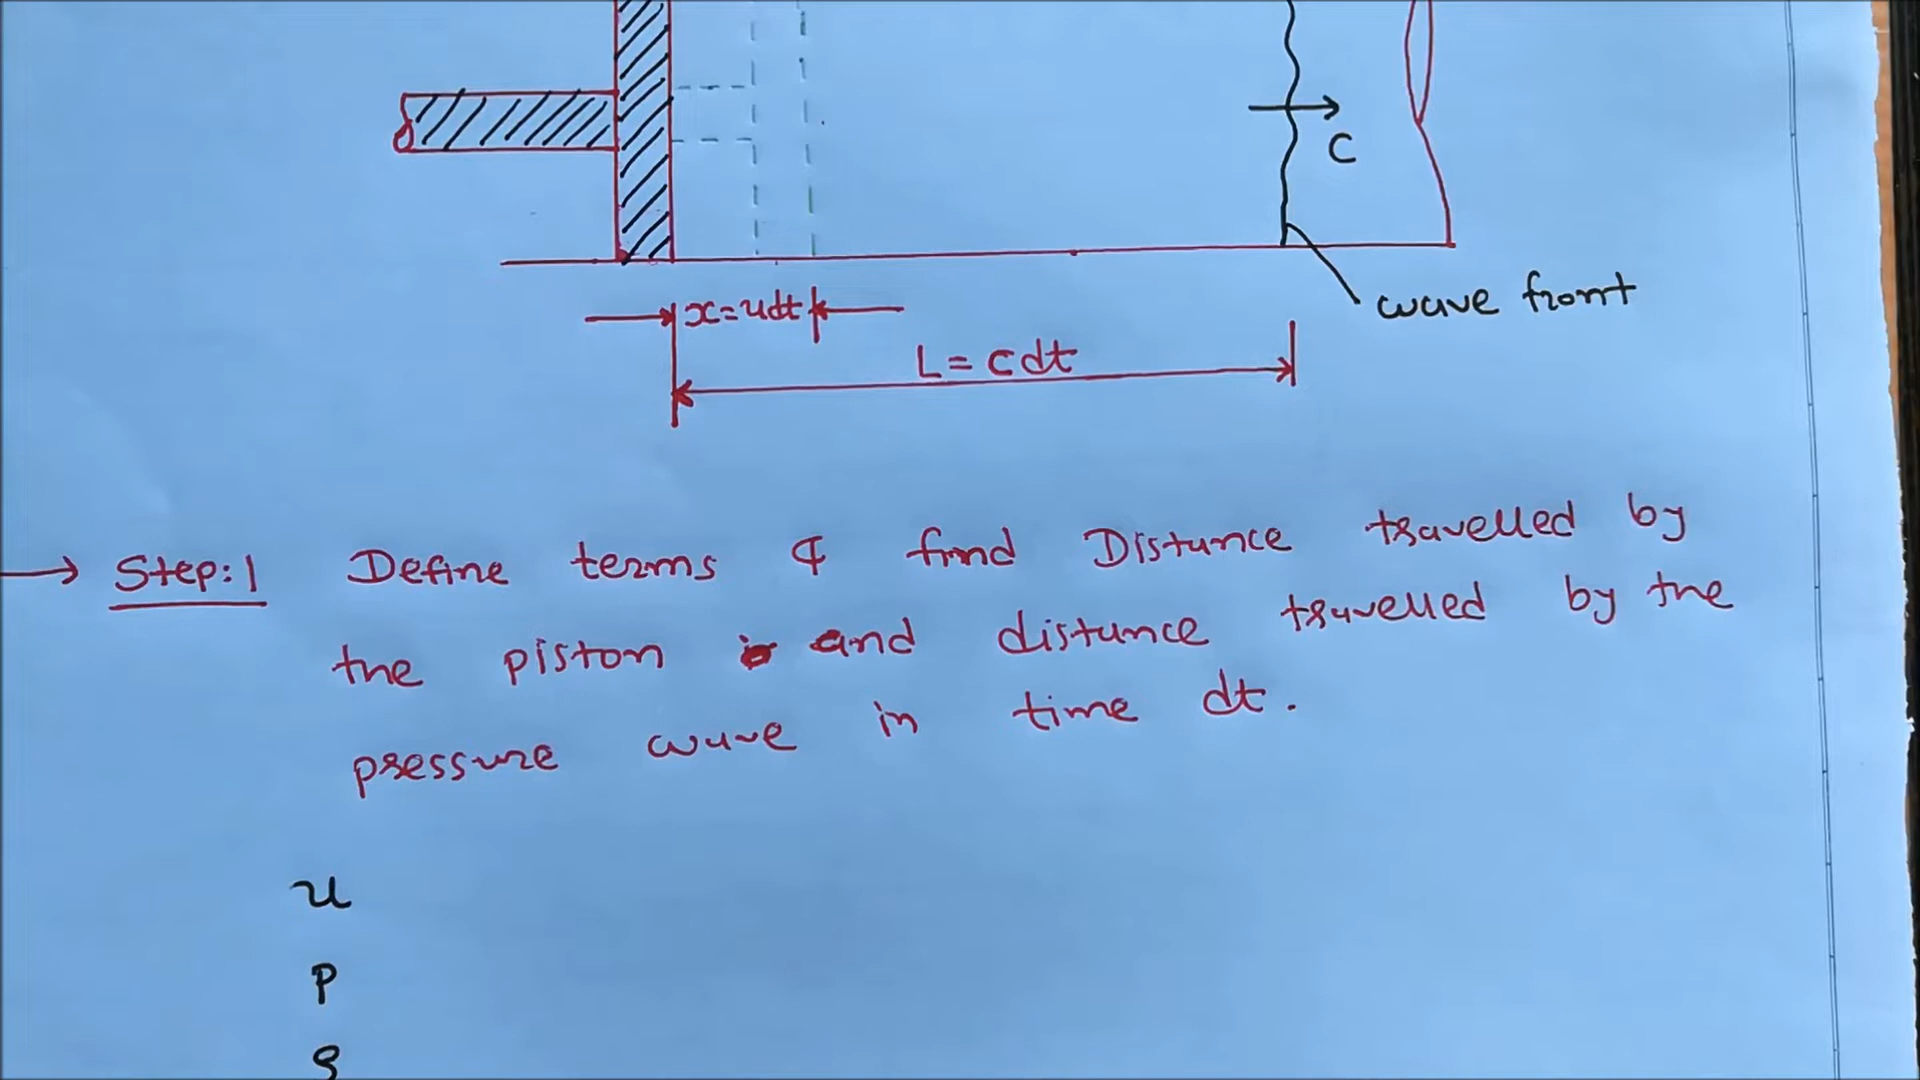 C
wave front
x=udt
L= cdt
→ Step:1 Define terms & find Distance travelled by
the piston and distance travelled by the
pressure wave in time dt.
u
P
ρ